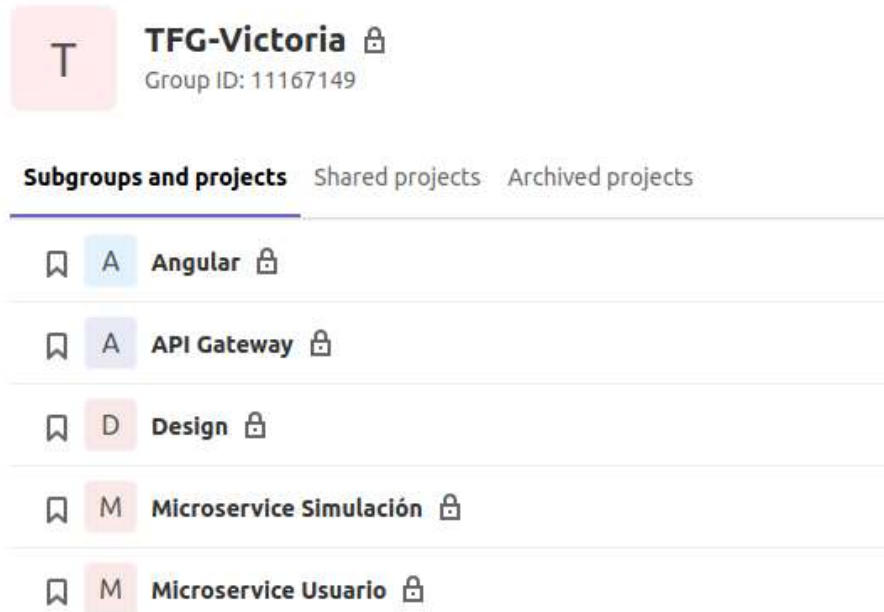 T
TFG-Victoria
Group ID: 11167149
Subgroups and projects Shared projects Archived projects
A Angular
A API Gateway
D Design
M Microservice Simulación
M Microservice Usuario